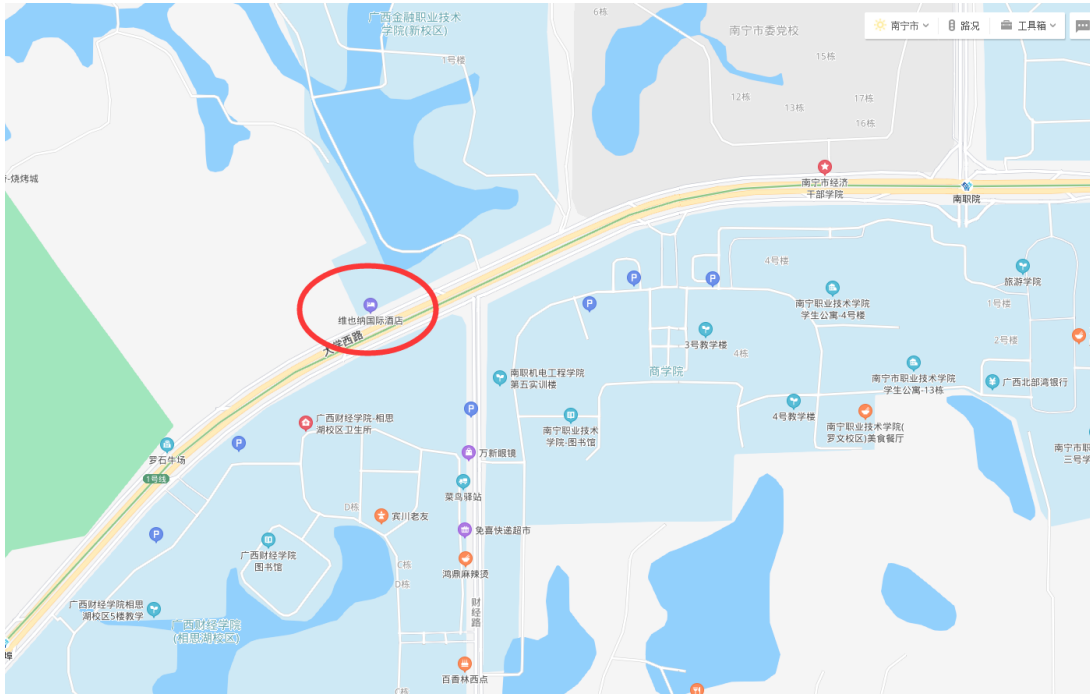 广西金融职业技术
学院(新校区)
6栋
南宁市委党校
南宁市
路况
工具箱
1号楼
15栋
12栋
13栋
17栋
16栋
烧烤城
南宁市经济
干部学院
南职院
4号楼
旅游学院
1号楼
2号楼
南宁职业技术学院
学生公寓-4号楼
维也纳国际酒店
大学西路
3号教学楼
4栋
商学院
南职机电工程学院
第五实训楼
南宁市职业技术学院
学生公寓-13栋
广西北部湾银行
4号教学楼
南宁职业技术学院(
罗文校区)美食餐厅
南宁职业技术
学院-图书馆
广西财经学院-相思
湖校区卫生所
罗石牛场
1号线
万新眼镜
菜鸟驿站
D栋
宾川老友
兔喜快递超市
广西财经学院
图书馆
C栋
D栋
鸿鼎麻辣烫
财经路
广西财经学院相思
湖校区5楼教学
广西财经学院
(相思湖校区)
百香林西点
C栋
南宁市职
三号学
埠
P
P
P
P
P
P